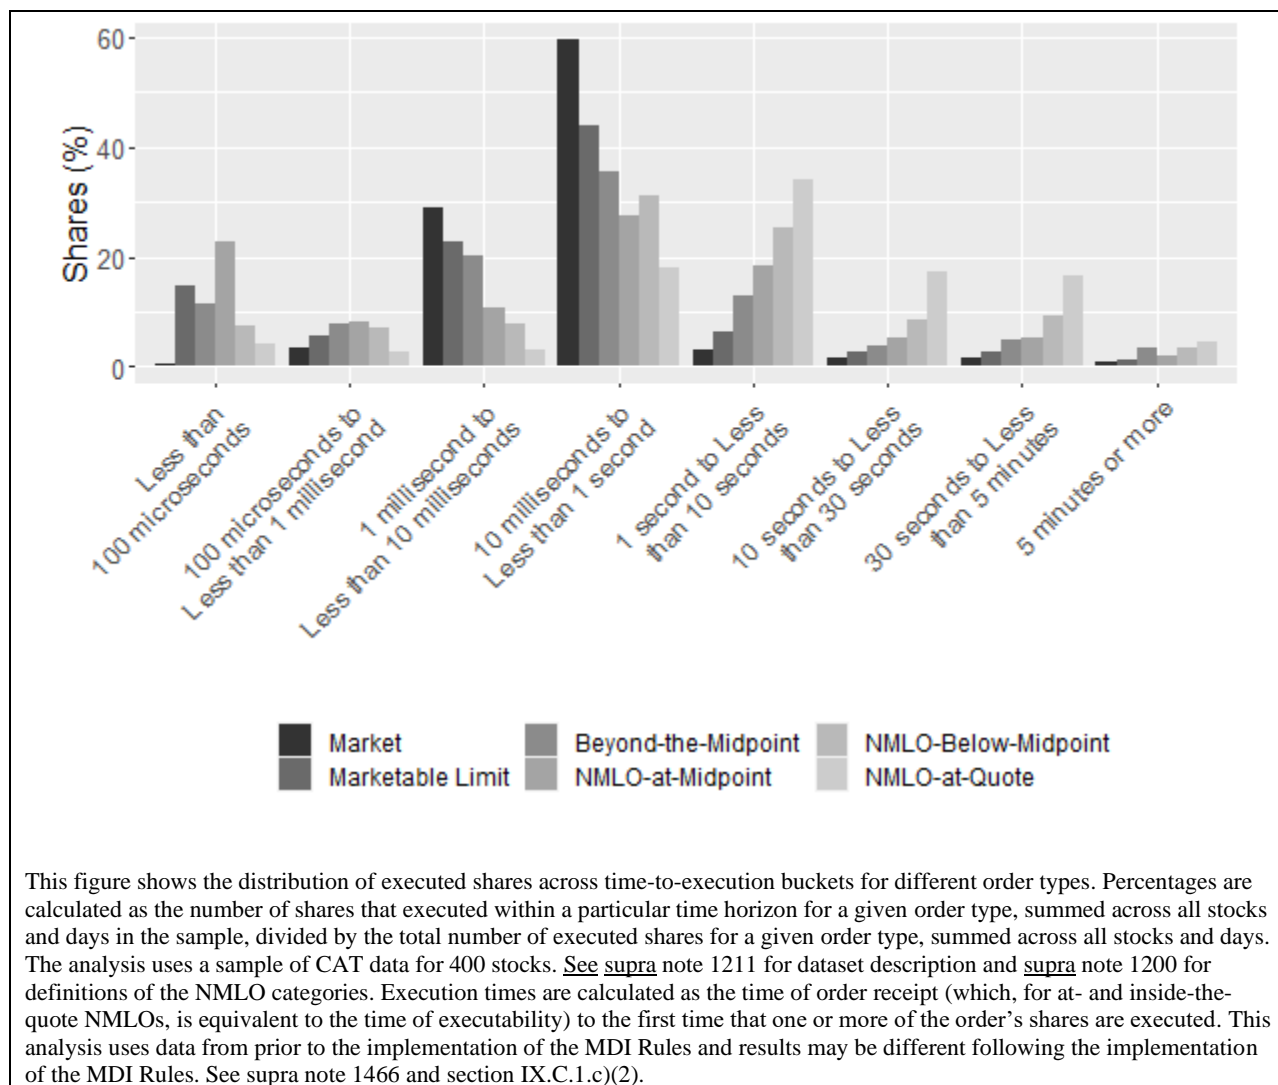 60
40
20
0
Shares (%)
Less than
100 microseconds
100 microseconds to
Less than 1 millisecond
1 millisecond to
Less than 10 milliseconds
10 milliseconds to
Less than 1 second
1 second to Less
than 10 seconds
10 seconds to Less
than 30 seconds
30 seconds to Less
than 5 minutes
5 minutes or more
Market
Beyond-the-Midpoint
NMLO-Below-Midpoint
Marketable Limit
NMLO-at-Midpoint
NMLO-at-Quote
This figure shows the distribution of executed shares across time-to-execution buckets for different order types. Percentages are
calculated as the number of shares that executed within a particular time horizon for a given order type, summed across all stocks
and days in the sample, divided by the total number of executed shares for a given order type, summed across all stocks and days.
The analysis uses a sample of CAT data for 400 stocks. See supra note 1211 for dataset description and supra note 1200 for
definitions of the NMLO categories. Execution times are calculated as the time of order receipt (which, for at- and inside-the-
quote NMLOs, is equivalent to the time of executability) to the first time that one or more of the order’s shares are executed. This
analysis uses data from prior to the implementation of the MDI Rules and results may be different following the implementation
of the MDI Rules. See supra note 1466 and section IX.C.1.c)(2).